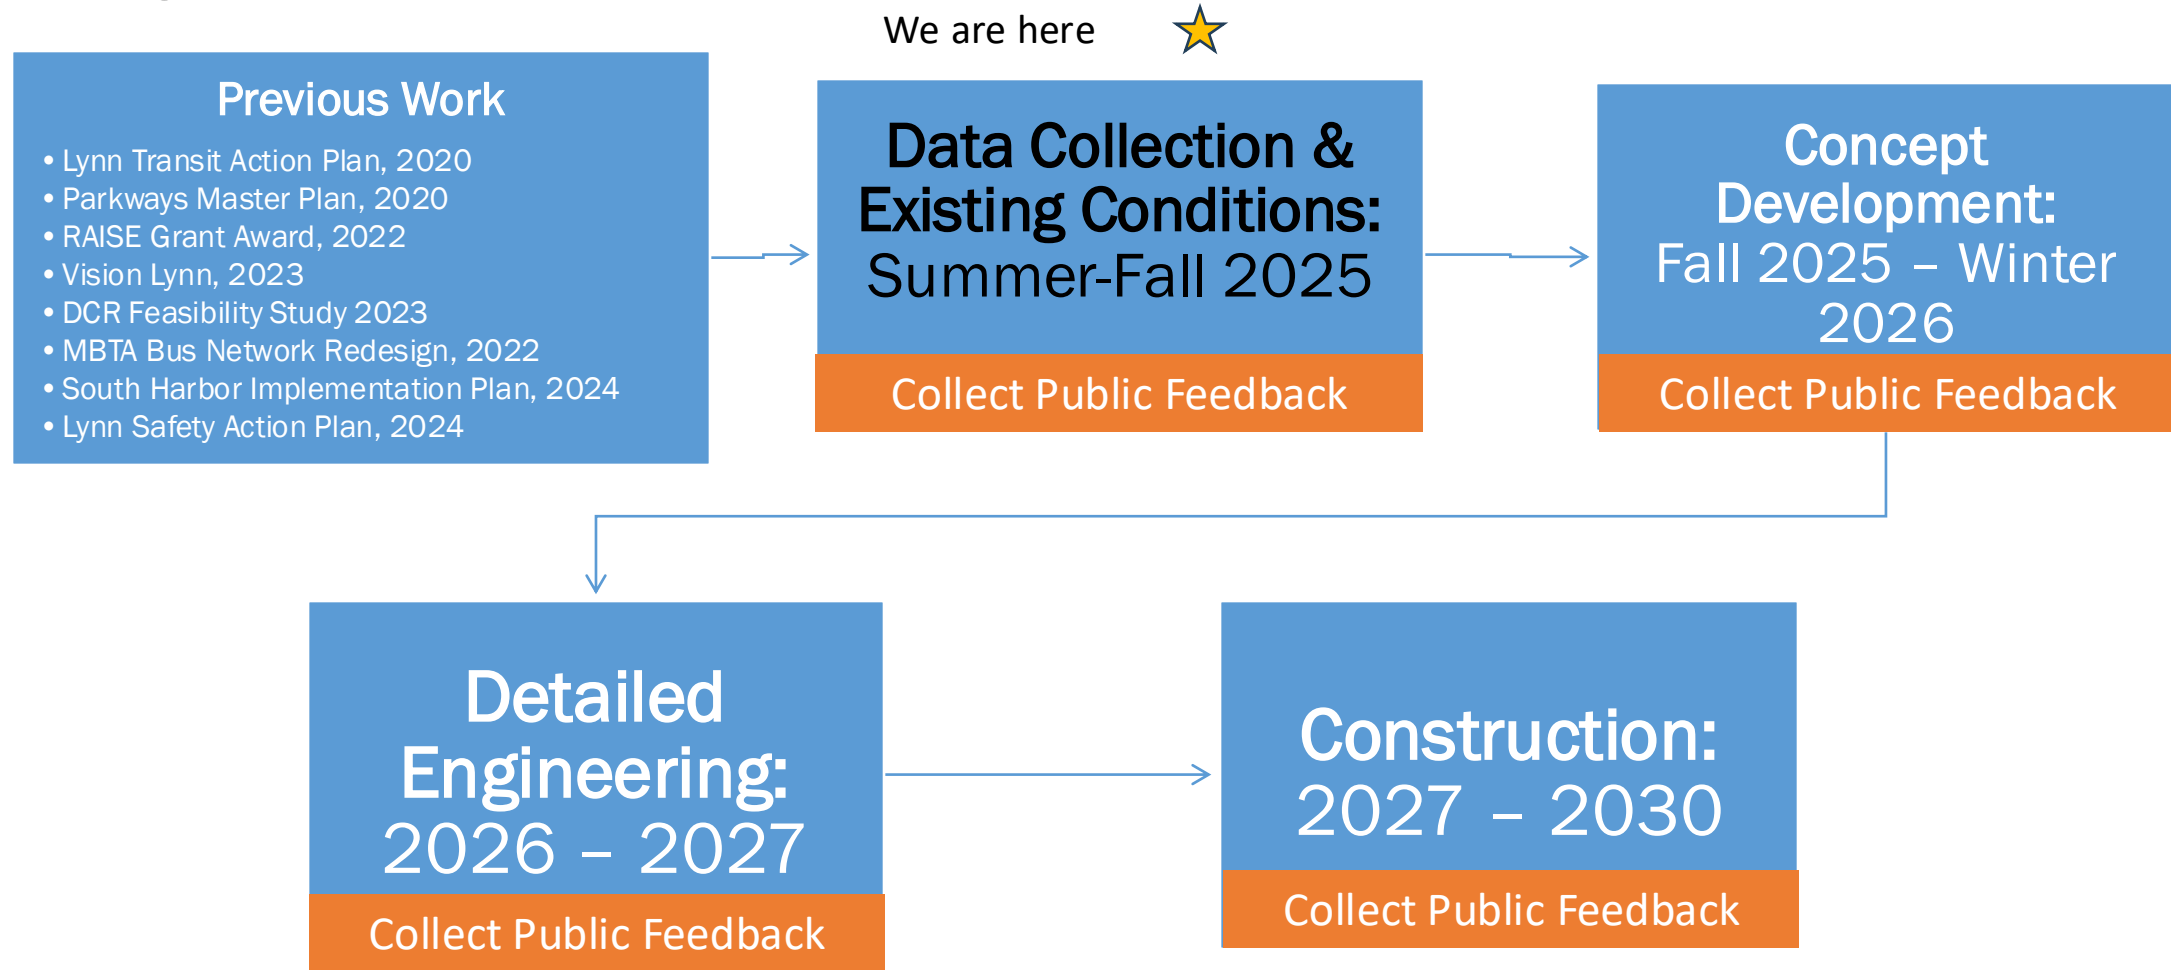 We are here
Previous Work
• Lynn Transit Action Plan, 2020
• Parkways Master Plan, 2020
• RAISE Grant Award, 2022
• Vision Lynn, 2023
• DCR Feasibility Study 2023
• MBTA Bus Network Redesign, 2022
• South Harbor Implementation Plan, 2024
• Lynn Safety Action Plan, 2024
Data Collection &
Existing Conditions:
Summer-Fall 2025
Collect Public Feedback
Concept
Development:
Fall 2025 – Winter
2026
Collect Public Feedback
Detailed
Engineering:
2026 – 2027
Collect Public Feedback
Construction:
2027 – 2030
Collect Public Feedback